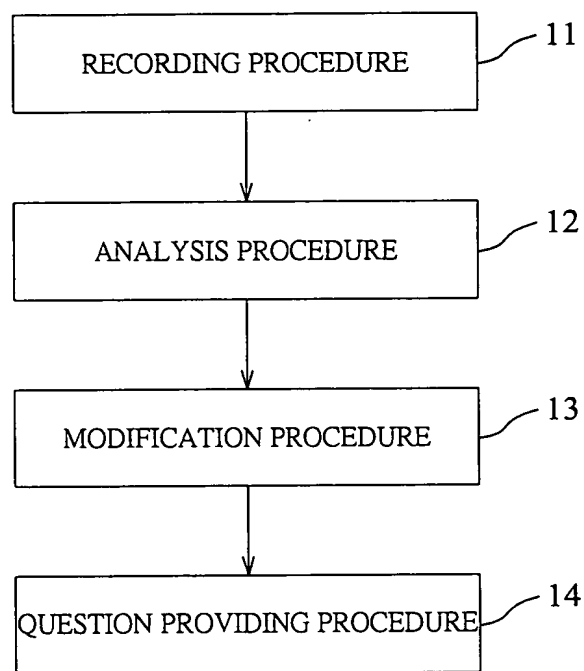 11
RECORDING PROCEDURE
12
ANALYSIS PROCEDURE
13
MODIFICATION PROCEDURE
14
QUESTION PROVIDING PROCEDURE